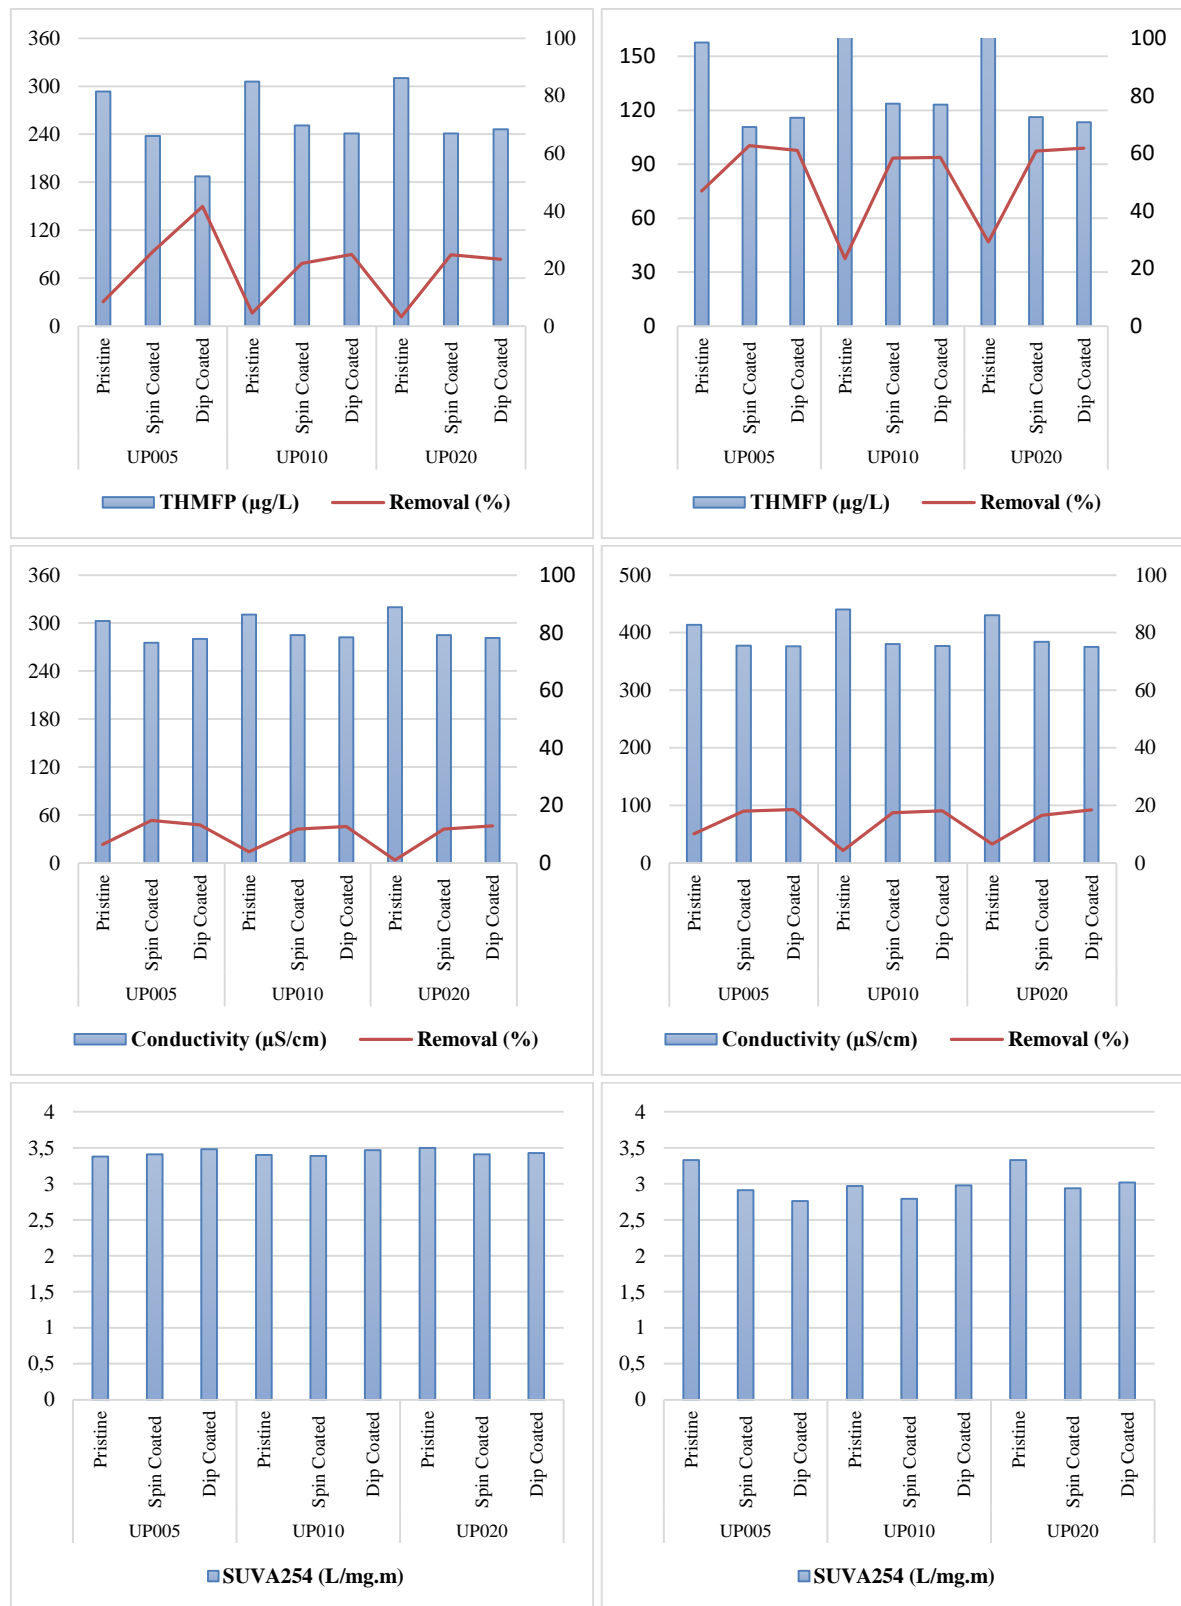 360
300
240
180
120
60
0
100
80
60
40
20
0
Pristine
Spin Coated
Dip Coated
Pristine
Spin Coated
Dip Coated
Pristine
Spin Coated
Dip Coated
UP005 UP010 UP020
THMFP (µg/L) Removal (%)
150
120
90
60
30
0
100
80
60
40
20
0
Pristine
Spin Coated
Dip Coated
Pristine
Spin Coated
Dip Coated
Pristine
Spin Coated
Dip Coated
UP005 UP010 UP020
THMFP (µg/L) Removal (%)
360
300
240
180
120
60
0
100
80
60
40
20
0
Pristine
Spin Coated
Dip Coated
Pristine
Spin Coated
Dip Coated
Pristine
Spin Coated
Dip Coated
UP005 UP010 UP020
Conductivity (µS/cm) Removal (%)
500
400
300
200
100
0
100
80
60
40
20
0
Pristine
Spin Coated
Dip Coated
Pristine
Spin Coated
Dip Coated
Pristine
Spin Coated
Dip Coated
UP005 UP010 UP020
Conductivity (µS/cm) Removal (%)
4
3,5
3
2,5
2
1,5
1
0,5
0
Pristine
Spin Coated
Dip Coated
Pristine
Spin Coated
Dip Coated
Pristine
Spin Coated
Dip Coated
UP005 UP010 UP020
SUVA254 (L/mg.m)
4
3,5
3
2,5
2
1,5
1
0,5
0
Pristine
Spin Coated
Dip Coated
Pristine
Spin Coated
Dip Coated
Pristine
Spin Coated
Dip Coated
UP005 UP010 UP020
SUVA254 (L/mg.m)